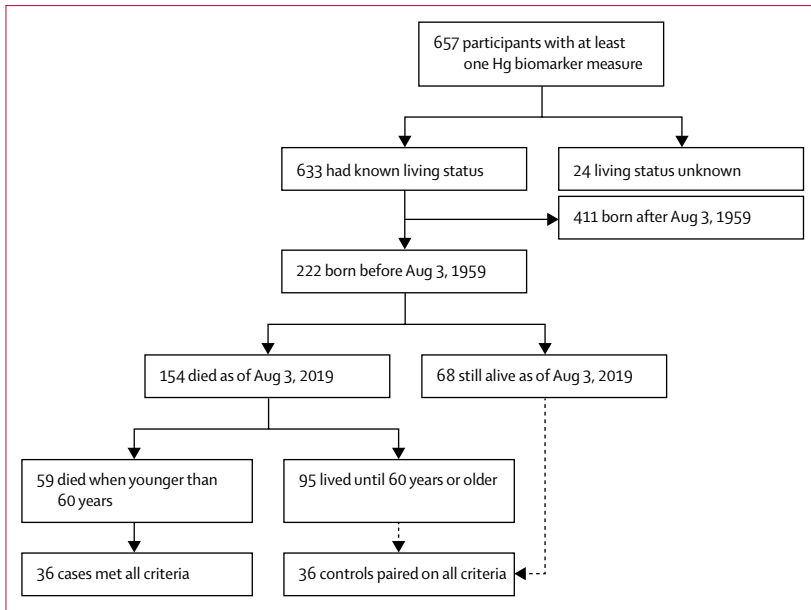 657 participants with at least
one Hg biomarker measure
633 had known living status
24 living status unknown
411 born after Aug 3, 1959
222 born before Aug 3, 1959
154 died as of Aug 3, 2019
68 still alive as of Aug 3, 2019
59 died when younger than
60 years
95 lived until 60 years or older
36 cases met all criteria
36 controls paired on all criteria